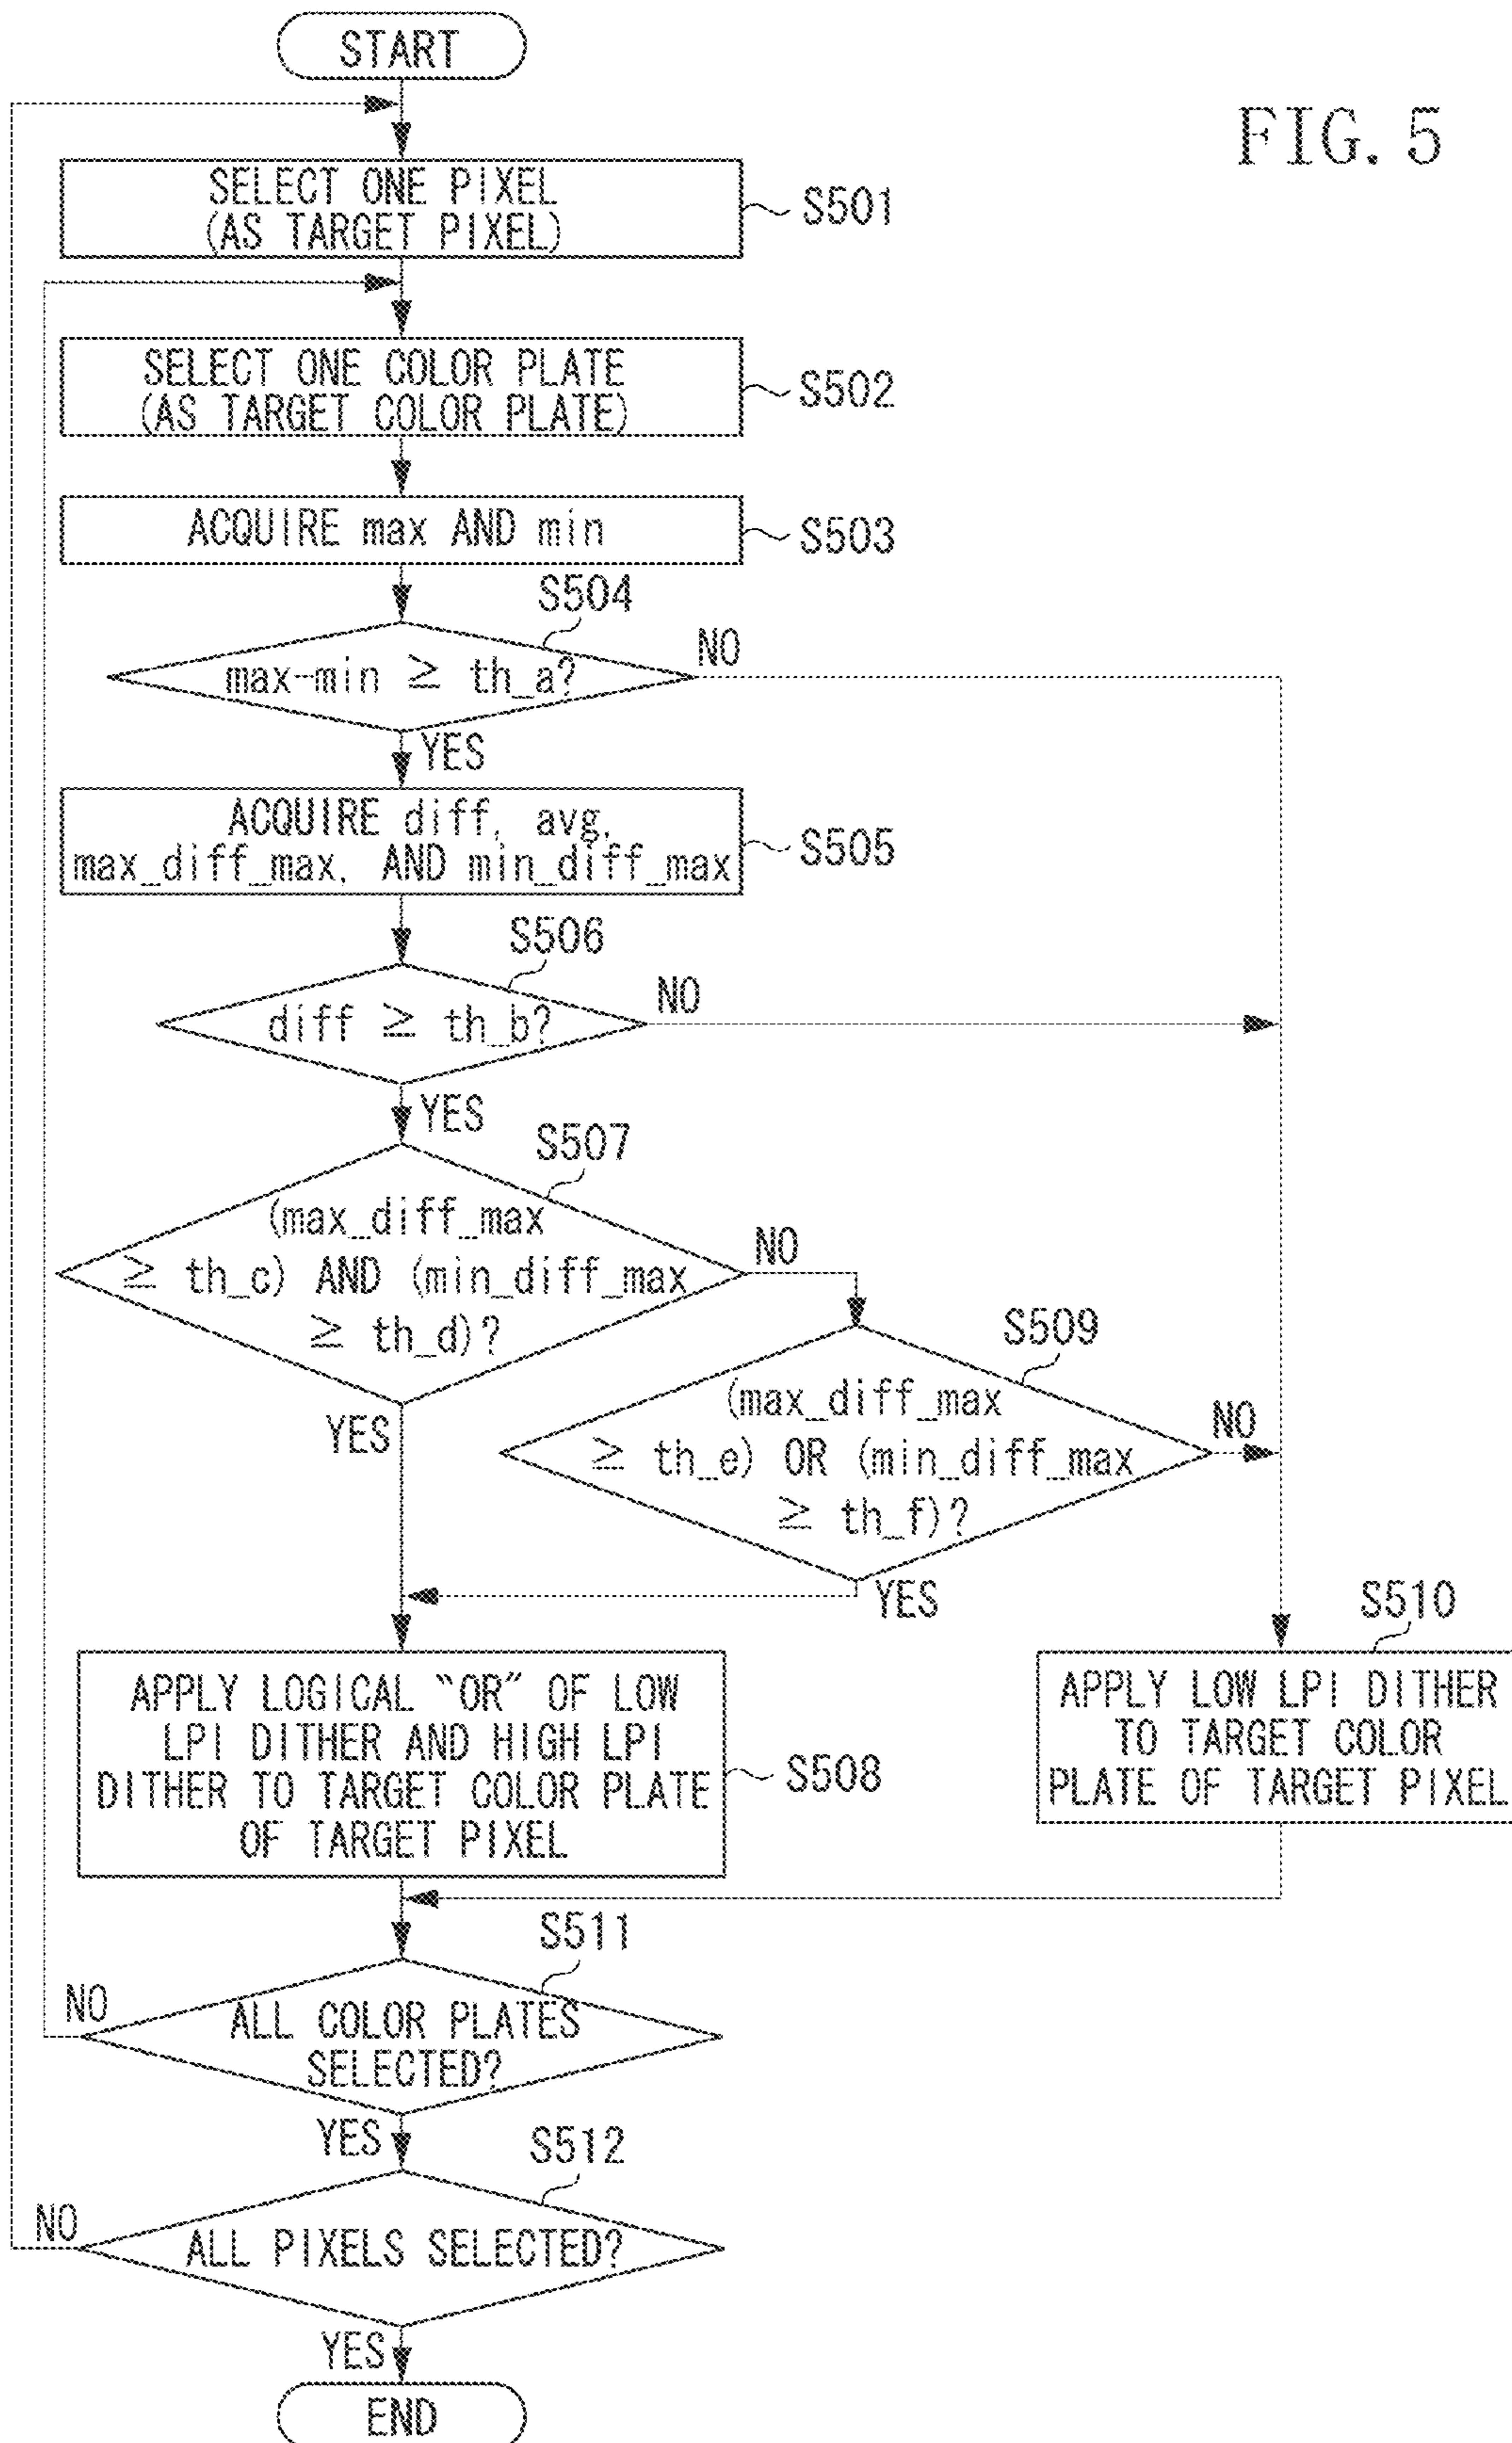 START
FIG. 5
SELECT ONE PIXEL
(AS TARGET PIXEL)
S501
SELECT ONE COLOR PLATE
(AS TARGET COLOR PLATE)
S502
ACQUIRE max AND min
S503
S504
max-min ≥ th_a?
NO
YES
ACQUIRE diff, avg,
max_diff_max, AND min_diff_max
S505
S506
diff ≥ th_b?
NO
YES
S507
(max_diff_max
≥ th_c) AND (min_diff_max
≥ th_d)?
NO
YES
S509
(max_diff_max
≥ th_e) OR (min_diff_max
≥ th_f)?
NO
YES
S510
APPLY LOW LPI DITHER
TO TARGET COLOR
PLATE OF TARGET PIXEL
APPLY LOGICAL “OR” OF LOW
LPI DITHER AND HIGH LPI
DITHER TO TARGET COLOR PLATE
OF TARGET PIXEL
S508
S511
ALL COLOR PLATES
SELECTED?
NO
YES
S512
ALL PIXELS SELECTED?
NO
YES
END